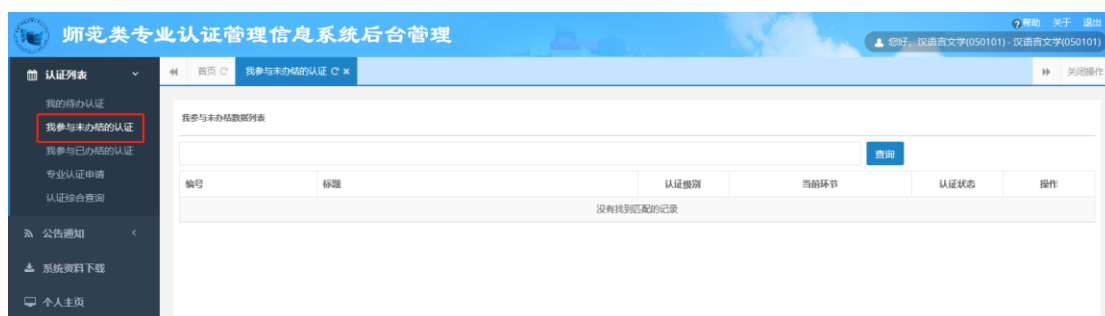 师范类专业认证管理信息系统后台管理
帮助 关于 退出
您好，汉语言文学(050101) - 汉语言文学(050101)
认证列表
首页 我参与未办结的认证 关闭操作
我的待办认证
我参与未办结的认证
我参与已办结的认证
专业认证申请
认证综合查询
公告通知
系统资料下载
个人主页
我参与未办结数据列表
查询
编号 标题 认证级别 当前环节 认证状态 操作
没有找到匹配的记录